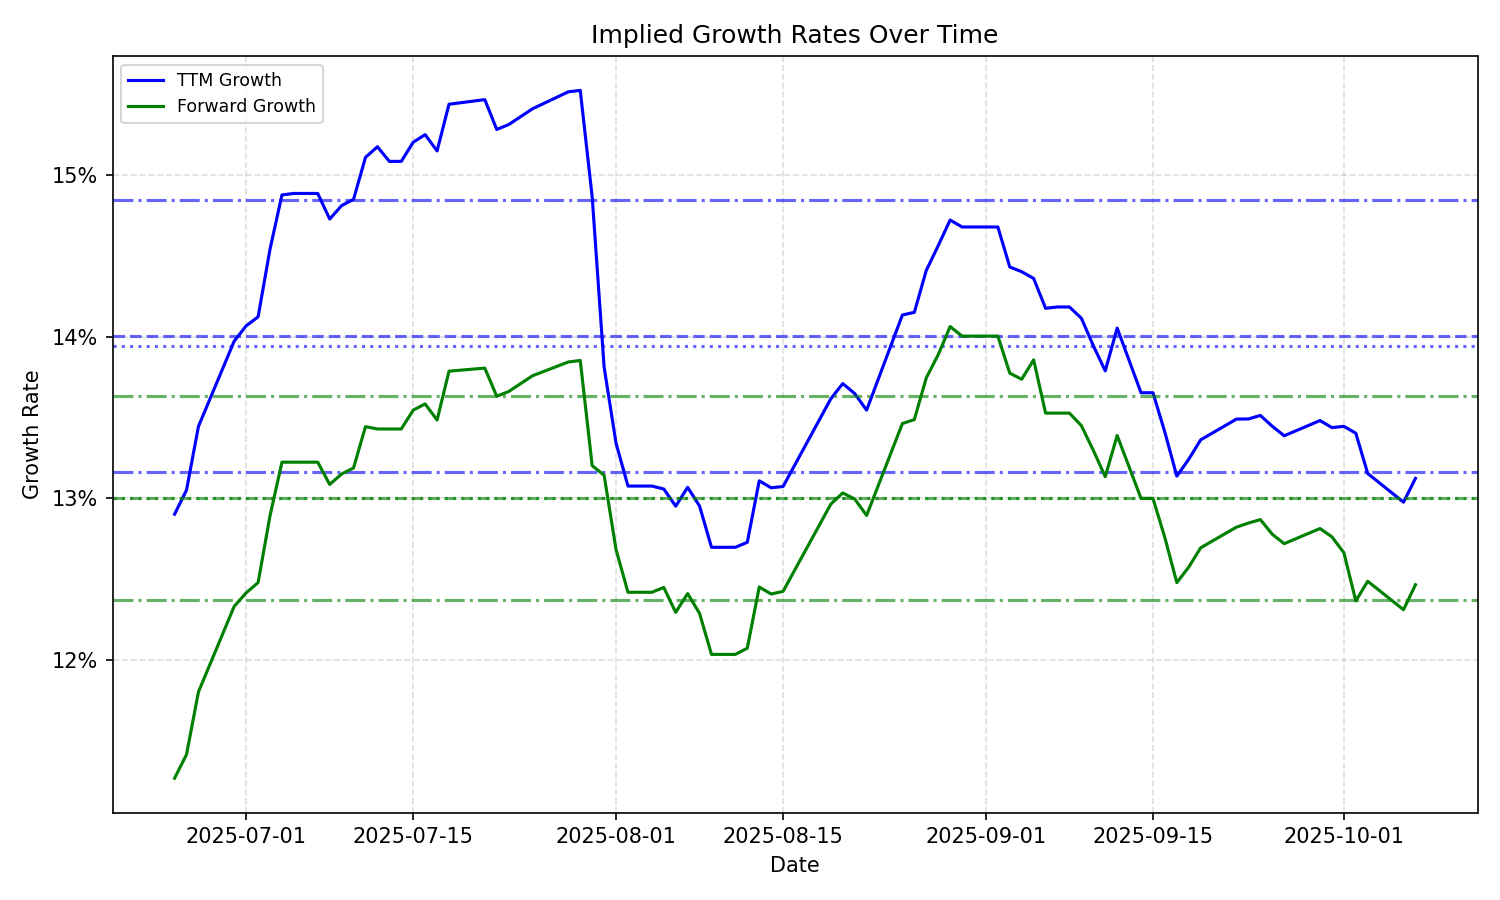 Implied Growth Rates Over Time
TTM Growth
Forward Growth
15%
14%
13%
12%
Growth Rate
2025-07-01
2025-07-15
2025-08-01
2025-08-15
2025-09-01
2025-09-15
2025-10-01
Date